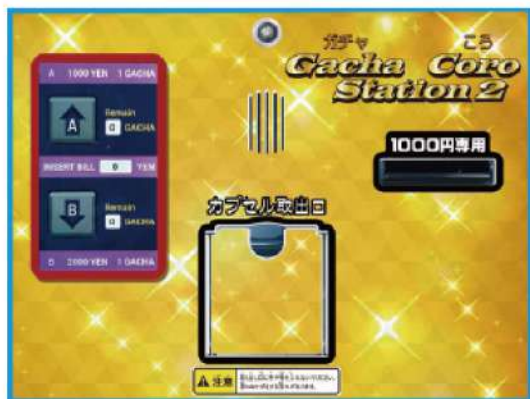 A 1000 YEN 1 GACHA
A
Remain
0 GACHA
INSERT BILL 0 YEN
B
Remain
0 GACHA
B 2000 YEN 1 GACHA
ガチャ こう
Gacha Coro
Station 2
1000円専用
カプセル取出口
注意